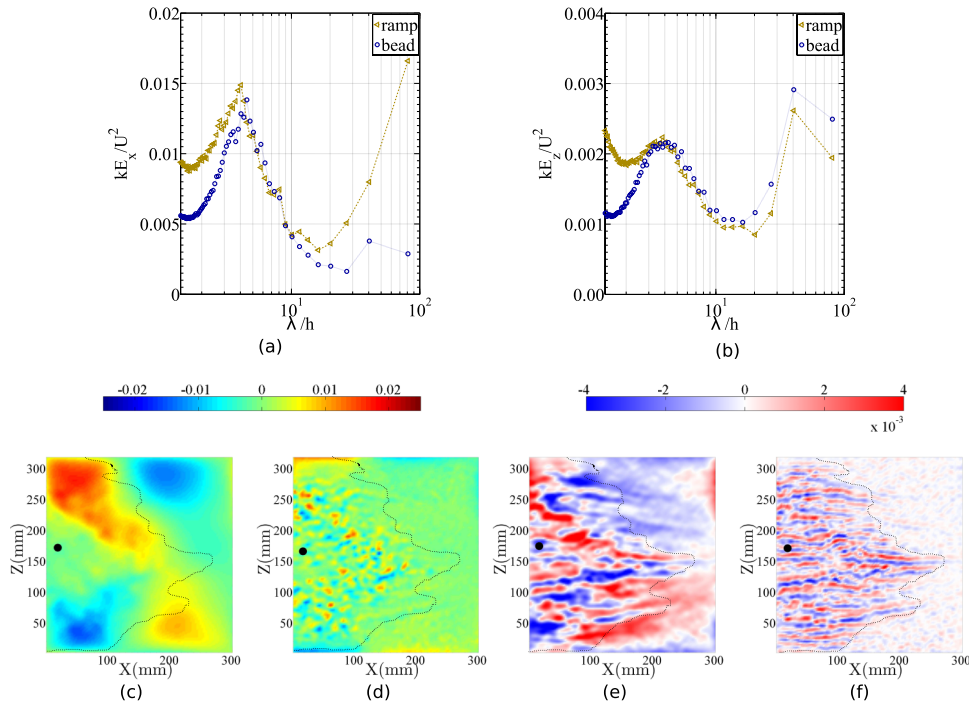 0.02
0.015
0.01
0.005
0
kE_x/U^2
ramp
bead
10^1
10^2
λ/h
(a)
0.004
0.003
0.002
0.001
0.00
kE_z/U^2
ramp
bead
10^1
10^2
λ/h
(b)
-0.02 -0.01 0 0.01 0.02
-4 -2 0 2 4
x 10^-3
300
250
200
150
100
50
Z(mm)
100 200 300
X(mm)
(c)
300
250
200
150
100
50
Z(mm)
100 200 300
X(mm)
(d)
300
250
200
150
100
50
Z(mm)
100 200 300
X(mm)
(e)
300
250
200
150
100
50
Z(mm)
100 200 300
X(mm)
(f)